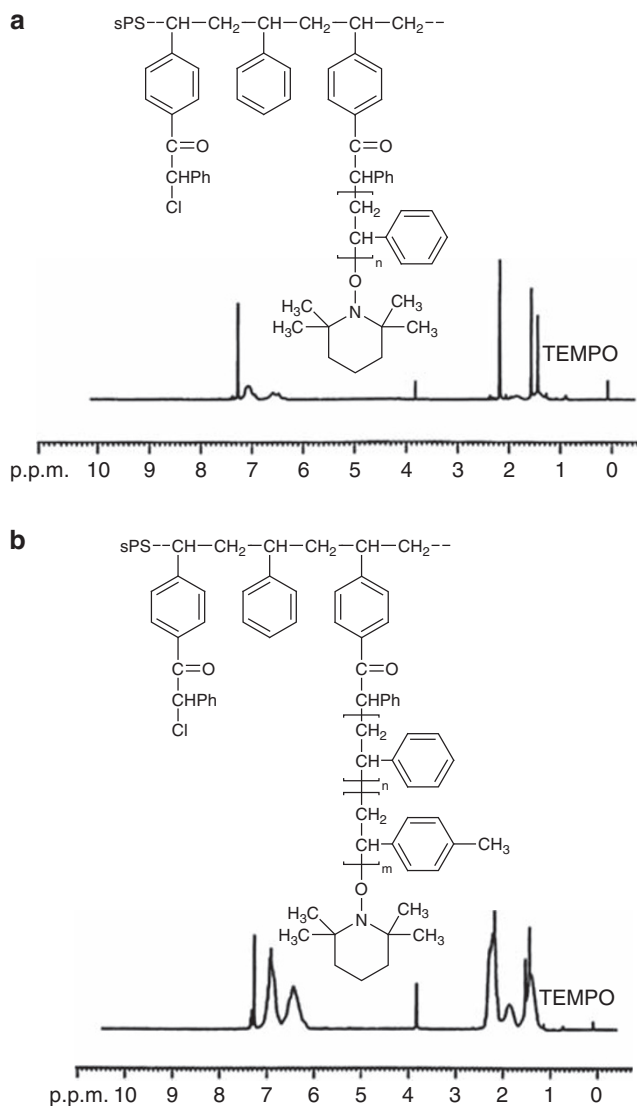 a
sPS--CH—CH2—CH—CH2—CH—CH2--
C=O
C=O
CHPh
CHPh
Cl
CH2
CH
n
O
H3C
N
CH3
H3C
CH3
TEMPO
p.p.m. 10 9 8 7 6 5 4 3 2 1 0
b
sPS--CH—CH2—CH—CH2—CH—CH2--
C=O
C=O
CHPh
CHPh
Cl
CH2
CH
n
CH2
CH
CH3
m
O
H3C
N
CH3
H3C
CH3
TEMPO
p.p.m. 10 9 8 7 6 5 4 3 2 1 0